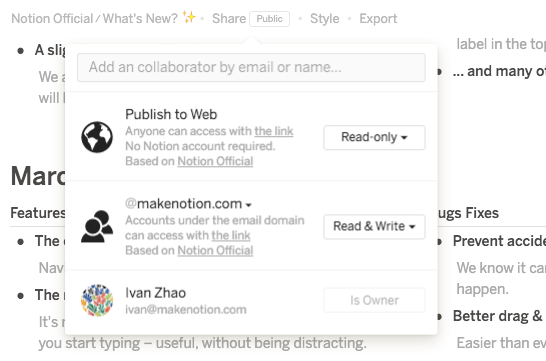 Notion Official / What's New? ✨ • Share Public • Style • Export
label in the top
• A slig
• ... and many ot
We a
will b
Add an collaborator by email or name...
Publish to Web
Anyone can access with the link
No Notion account required.
Based on Notion Official
Read-only
Marc
@makenotion.com
Accounts under the email domain
can access with the link
Based on Notion Official
Read & Write
Features
ugs Fixes
• The
• Prevent accide
Nav
We know it can
happen.
Ivan Zhao
ivan@makenotion.com
Is Owner
• The
• Better drag &
It's
you start typing – useful, without being distracting.
Easier than ev